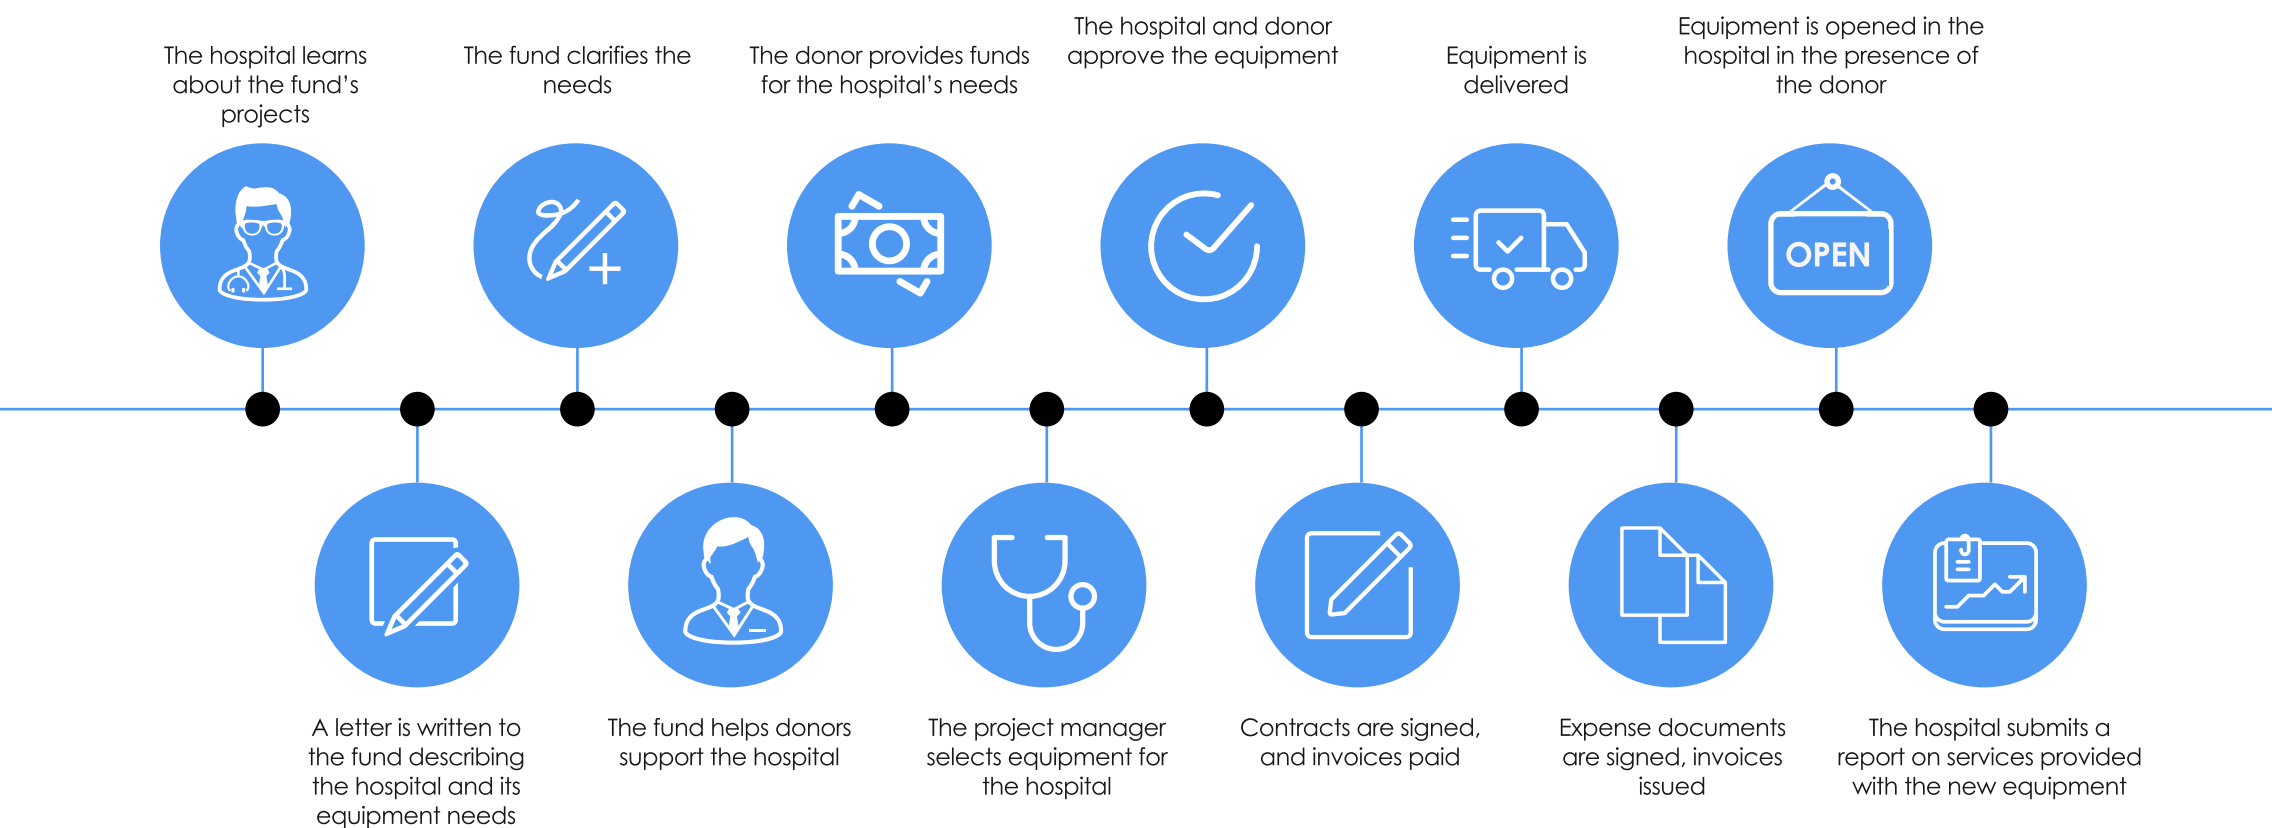 The hospital learns
about the fund’s
projects
A letter is written to
the fund describing
the hospital and its
equipment needs
The fund clarifies the
needs
The fund helps donors
support the hospital
The donor provides funds
for the hospital’s needs
The project manager
selects equipment for
the hospital
The hospital and donor
approve the equipment
Contracts are signed,
and invoices paid
Equipment is
delivered
Expense documents
are signed, invoices
issued
Equipment is opened in the
hospital in the presence of
the donor
OPEN
The hospital submits a
report on services provided
with the new equipment